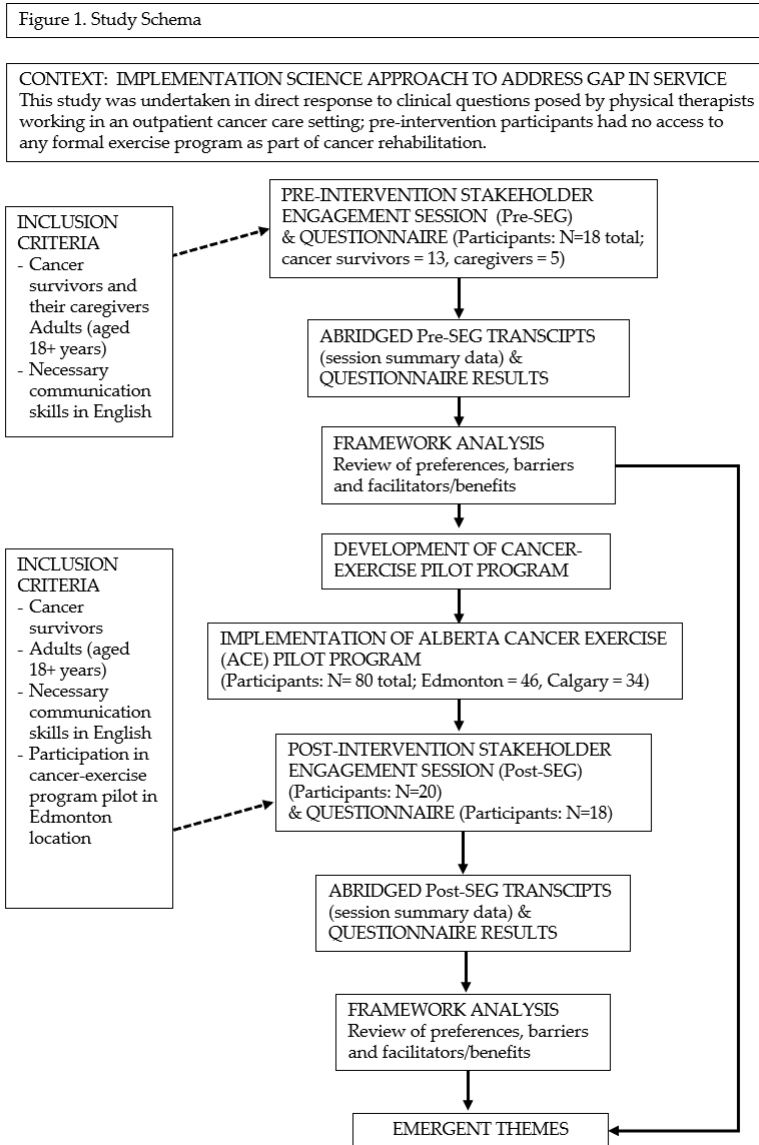 Figure 1. Study Schema
CONTEXT: IMPLEMENTATION SCIENCE APPROACH TO ADDRESS GAP IN SERVICE
This study was undertaken in direct response to clinical questions posed by physical therapists
working in an outpatient cancer care setting; pre-intervention participants had no access to
any formal exercise program as part of cancer rehabilitation.
PRE-INTERVENTION STAKEHOLDER
ENGAGEMENT SESSION (Pre-SEG)
& QUESTIONNAIRE (Participants: N=18 total;
cancer survivors = 13, caregivers = 5)
INCLUSION
CRITERIA
- Cancer
survivors and
their caregivers
Adults (aged
18+ years)
- Necessary
communication
skills in English
ABRIDGED Pre-SEG TRANSCIPTS
(session summary data) &
QUESTIONNAIRE RESULTS
FRAMEWORK ANALYSIS
Review of preferences, barriers
and facilitators/benefits
DEVELOPMENT OF CANCER-
EXERCISE PILOT PROGRAM
INCLUSION
CRITERIA
- Cancer
survivors
- Adults (aged
18+ years)
- Necessary
communication
skills in English
- Participation in
cancer-exercise
program pilot in
Edmonton
location
IMPLEMENTATION OF ALBERTA CANCER EXERCISE
(ACE) PILOT PROGRAM
(Participants: N= 80 total; Edmonton = 46, Calgary = 34)
POST-INTERVENTION STAKEHOLDER
ENGAGEMENT SESSION (Post-SEG)
(Participants: N=20)
& QUESTIONNAIRE (Participants: N=18)
ABRIDGED Post-SEG TRANSCIPTS
(session summary data) &
QUESTIONNAIRE RESULTS
FRAMEWORK ANALYSIS
Review of preferences, barriers
and facilitators/benefits
EMERGENT THEMES